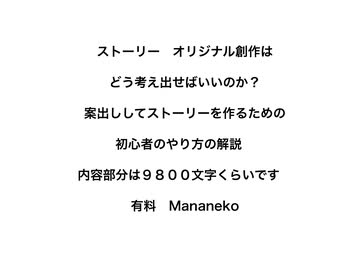 ストーリー　オリジナル創作は
どう考え出せばいいのか？
案出ししてストーリーを作るための
初心者のやり方の解説
内容部分は９８００文字くらいです
有料　Mananeko